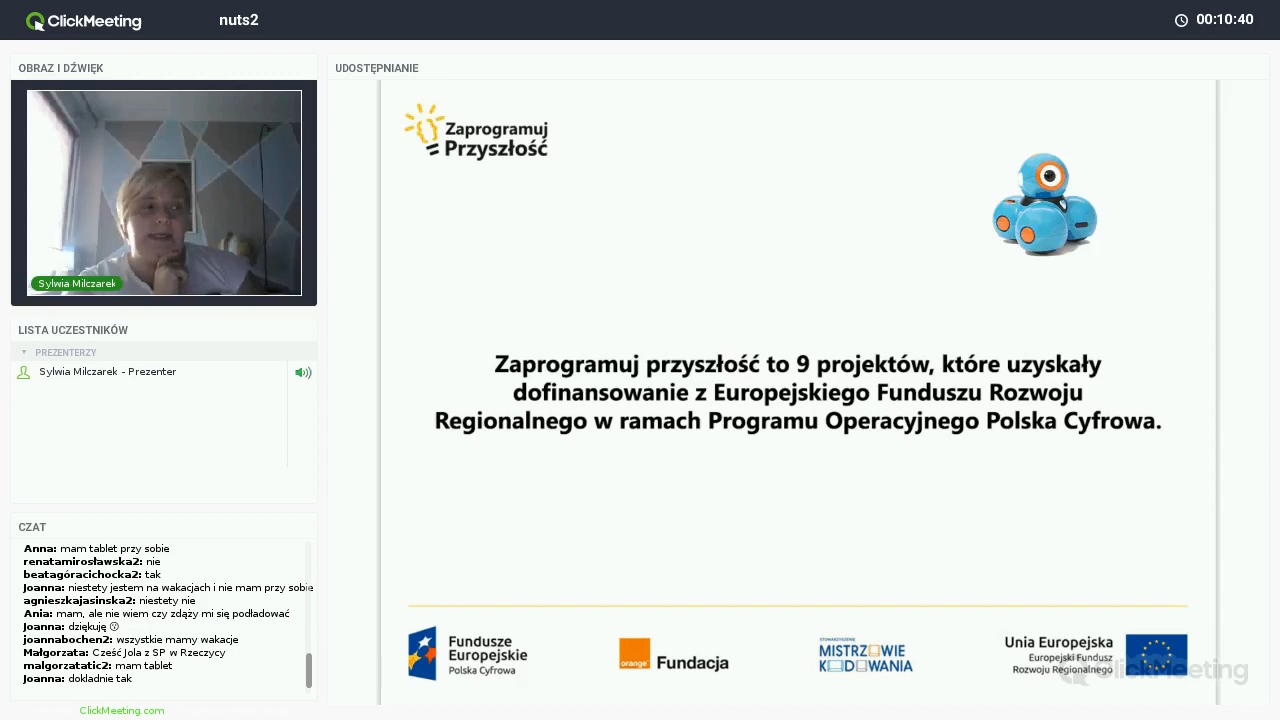 ClickMeeting
nuts2
00:10:40
OBRAZ I DŹWIĘK
Sylwia Milczarek
LISTA UCZESTNIKÓW
PREZENTERZY
Sylwia Milczarek - Prezenter
CZAT
Anna: mam tablet przy sobie
renatamirosławska2: nie
beatagóracichocka2: tak
Joanna: niestety jestem na wakacjach i nie mam przy sobie
agnieszkajasinska2: niestety nie
Ania: mam, ale nie wiem czy zdąży mi się podładować
Joanna: dziękuję 😗
joannabochen2: wszystkie mamy wakacje
Małgorzata: Cześć Jola z SP w Rzeczycy
malgorzatatic2: mam tablet
Joanna: dokladnie tak
ClickMeeting.com
UDOSTĘPNIANIE
Zaprogramuj
Przyszłość
Zaprogramuj przyszłość to 9 projektów, które uzyskały
dofinansowanie z Europejskiego Funduszu Rozwoju
Regionalnego w ramach Programu Operacyjnego Polska Cyfrowa.
Fundusze
Europejskie
Polska Cyfrowa
orange
Fundacja
STOWARZYSZENIE
MISTRZOWIE
KODOWANIA
Unia Europejska
Europejski Fundusz
Rozwoju Regionalnego
ClickMeeting